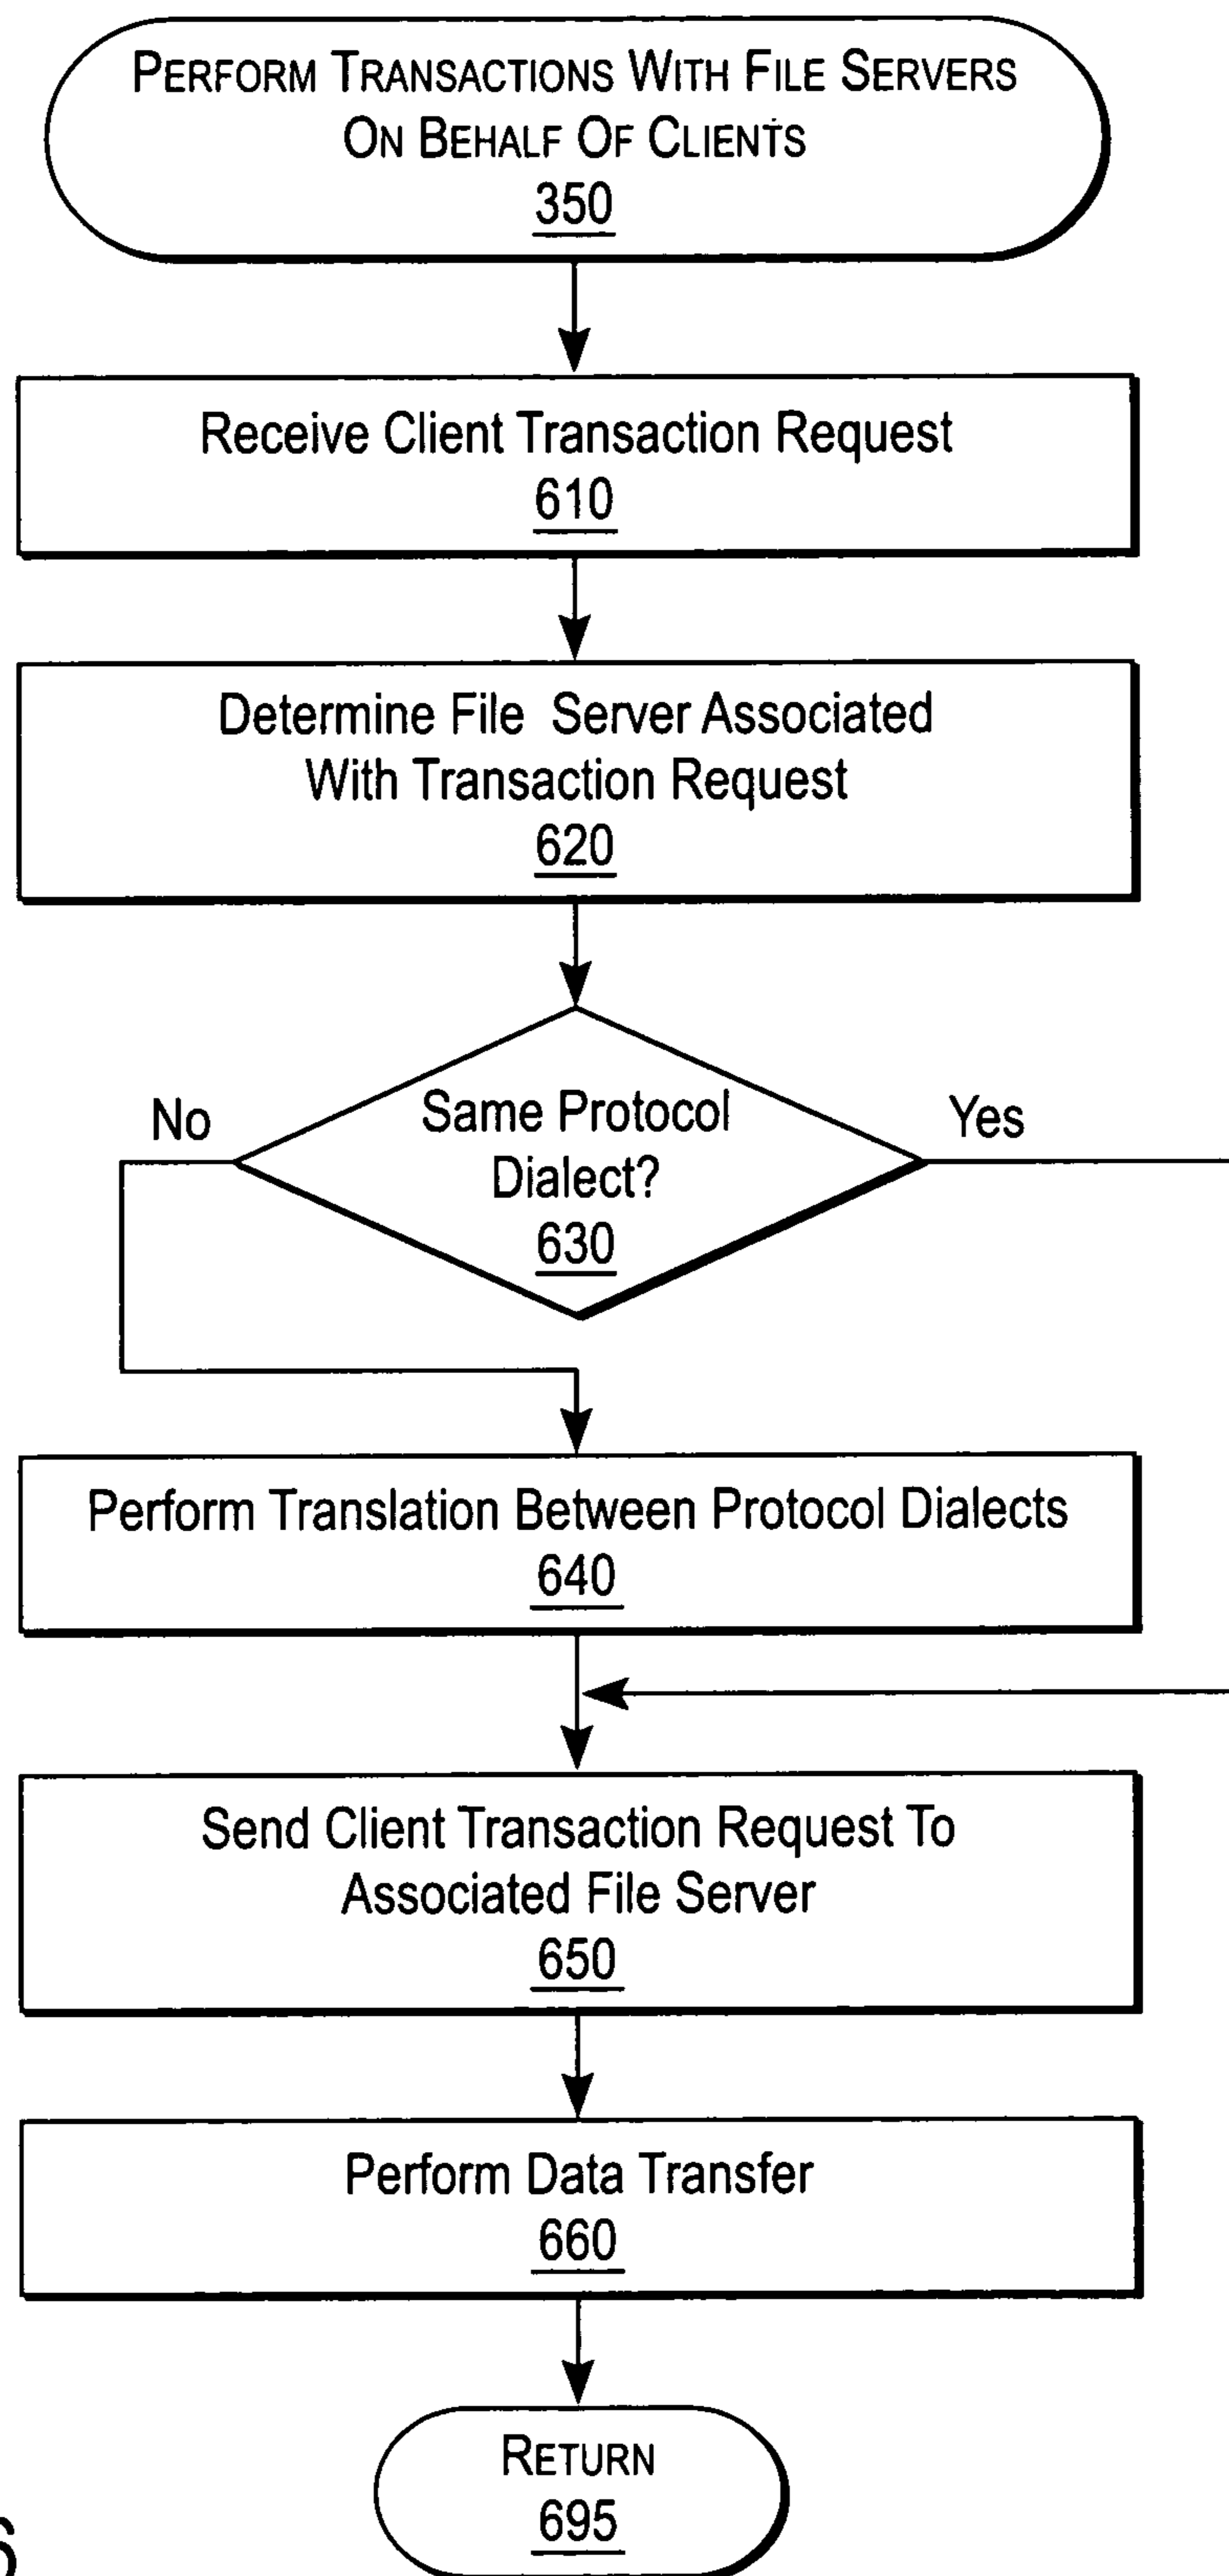 PERFORM TRANSACTIONS WITH FILE SERVERS
ON BEHALF OF CLIENTS
350
Receive Client Transaction Request
610
Determine File Server Associated
With Transaction Request
620
No
Same Protocol
Dialect?
630
Yes
Perform Translation Between Protocol Dialects
640
Send Client Transaction Request To
Associated File Server
650
Perform Data Transfer
660
RETURN
695